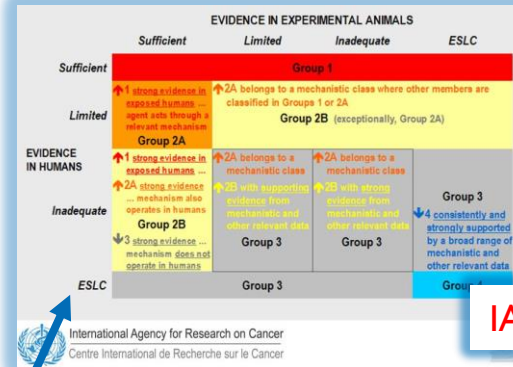 EVIDENCE IN EXPERIMENTAL ANIMALS
Sufficient Limited Inadequate ESLC
Sufficient
Group 1
Limited
1 strong evidence in
exposed humans ...
agent acts through a
relevant mechanism
Group 2A
2A belongs to a mechanistic class where other members are
classified in Groups 1 or 2A
Group 2B (exceptionally, Group 2A)
EVIDENCE
IN HUMANS
Inadequate
1 strong evidence in
exposed humans ...
2A strong evidence
... mechanism also
operates in humans
Group 2B
3 strong evidence ...
mechanism does not
operate in humans
2A belongs to a
mechanistic class
2B with supporting
evidence from
mechanistic and
other relevant data
Group 3
2A belongs to a
mechanistic class
2B with strong
evidence from
mechanistic and
other relevant data
Group 3
Group 3
4 consistently and
strongly supported
by a broad range of
mechanistic and
other relevant data
ESLC
Group 3
Group
International Agency for Research on Cancer
Centre International de Recherche sur le Cancer